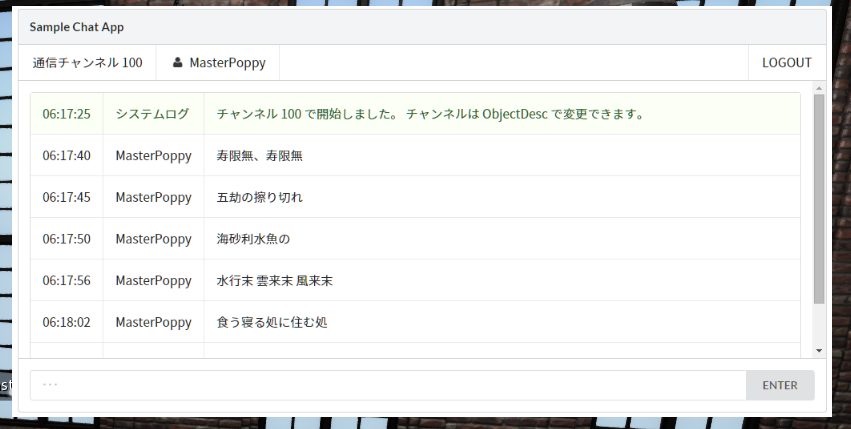 Sample Chat App
通信チャンネル 100 MasterPoppy LOGOUT
06:17:25 システムログ チャンネル 100 で開始しました。 チャンネルは ObjectDesc で変更できます。
06:17:40 MasterPoppy 寿限無、寿限無
06:17:45 MasterPoppy 五劫の擦り切れ
06:17:50 MasterPoppy 海砂利水魚の
06:17:56 MasterPoppy 水行末 雲来末 風来末
06:18:02 MasterPoppy 食う寝る処に住む処
st ... ENTER